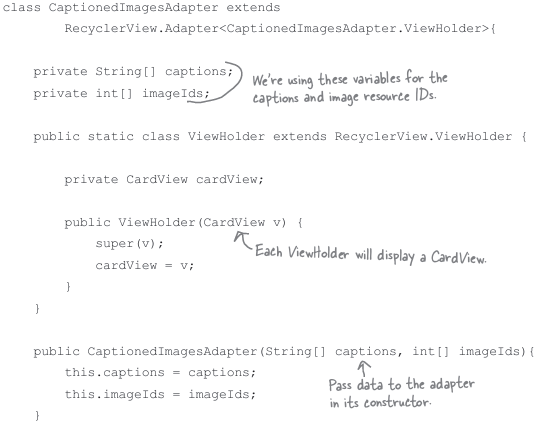 class CaptionedImagesAdapter extends
RecyclerView.Adapter<CaptionedImagesAdapter.ViewHolder>{
private String[] captions;
private int[] imageIds;
We're using these variables for the
captions and image resource IDs.
public static class ViewHolder extends RecyclerView.ViewHolder {
private CardView cardView;
public ViewHolder(CardView v) {
super(v);
cardView = v;
Each ViewHolder will display a CardView.
}
}
public CaptionedImagesAdapter(String[] captions, int[] imageIds){
this.captions = captions;
this.imageIds = imageIds;
Pass data to the adapter
in its constructor.
}